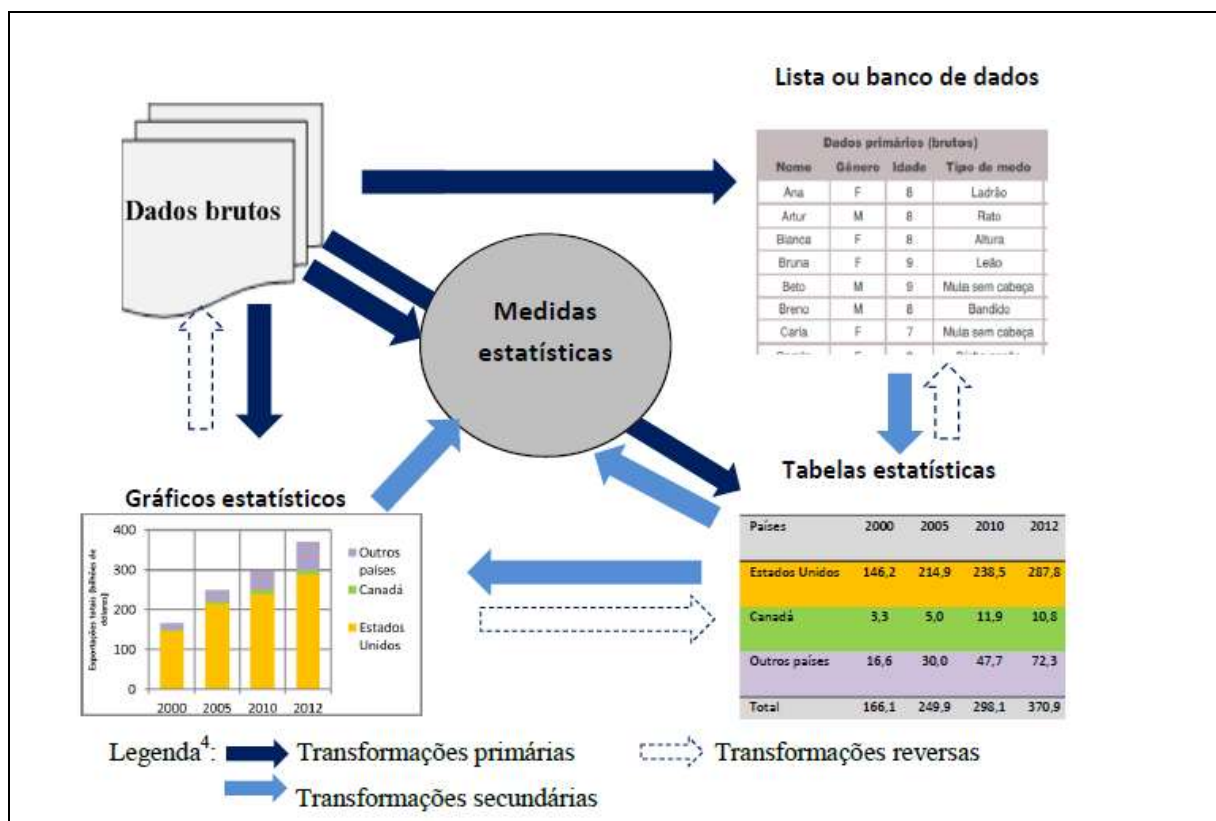 Lista ou banco de dados
Dados primários (brutos)
Nome Gênero Idade Tipo de medo
Ana F 8 Ladrão
Artur M 8 Rato
Bianca F 8 Altura
Bruna F 9 Leão
Beto M 9 Mula sem cabeça
Breno M 8 Bandido
Carla F 7 Mula sem cabeça
Dados brutos
Medidas
estatísticas
Gráficos estatísticos
Exportações totais (bilhões de
dólares)
400
300
200
100
0
2000 2005 2010 2012
Outros
países
Canadá
Estados
Unidos
Tabelas estatísticas
Países 2000 2005 2010 2012
Estados Unidos 146,2 214,9 238,5 287,8
Canadá 3,3 5,0 11,9 10,8
Outros países 16,6 30,0 47,7 72,3
Total 166,1 249,9 298,1 370,9
Legenda4: Transformações primárias Transformações reversas
Transformações secundárias